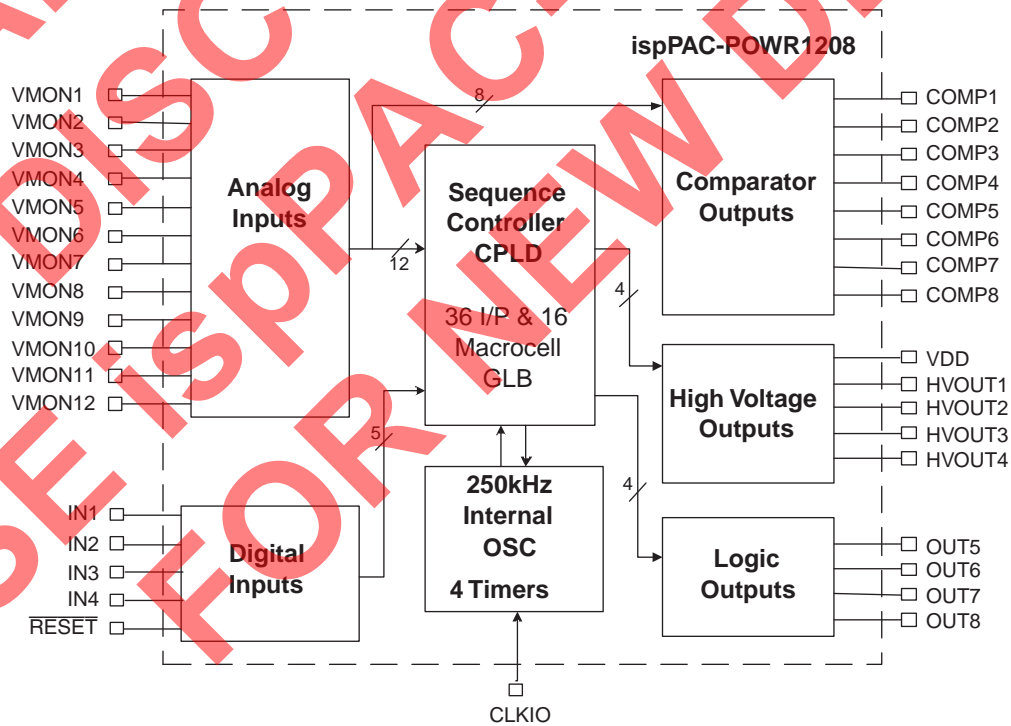 ispPAC-POWR1208
VMON1
VMON2
VMON3
VMON4
VMON5
VMON6
VMON7
VMON8
VMON9
VMON10
VMON11
VMON12
Analog
Inputs
8
12
Sequence
Controller
CPLD
36 I/P & 16
Macrocell
GLB
Comparator
Outputs
COMP1
COMP2
COMP3
COMP4
COMP5
COMP6
COMP7
COMP8
4
High Voltage
Outputs
VDD
HVOUT1
HVOUT2
HVOUT3
HVOUT4
5
IN1
IN2
IN3
IN4
RESET
Digital
Inputs
250kHz
Internal
OSC
4 Timers
4
Logic
Outputs
OUT5
OUT6
OUT7
OUT8
CLKIO
DISC
SE ispPAC
FOR NEW D